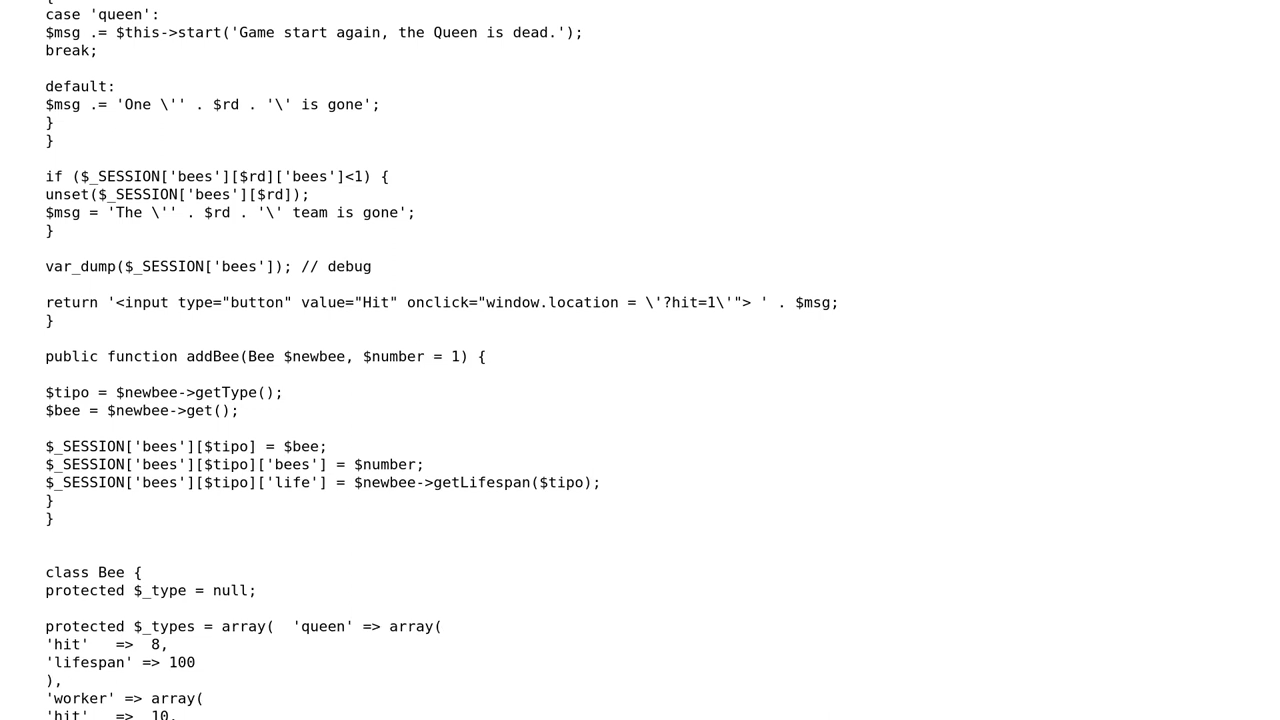 {
case 'queen':
$msg .= $this->start('Game start again, the Queen is dead.');
break;

default:
$msg .= 'One \'' . $rd . '\' is gone';
}
}

if ($_SESSION['bees'][$rd]['bees']<1) {
unset($_SESSION['bees'][$rd]);
$msg = 'The \'' . $rd . '\' team is gone';
}

var_dump($_SESSION['bees']); // debug

return '<input type="button" value="Hit" onclick="window.location = \'?hit=1\'"> ' . $msg;
}

public function addBee(Bee $newbee, $number = 1) {

$tipo = $newbee->getType();
$bee = $newbee->get();

$_SESSION['bees'][$tipo] = $bee;
$_SESSION['bees'][$tipo]['bees'] = $number;
$_SESSION['bees'][$tipo]['life'] = $newbee->getLifespan($tipo);
}
}

class Bee {
protected $_type = null;

protected $_types = array(  'queen' => array(
'hit'   =>  8,
'lifespan' => 100
),
'worker' => array(
'hit'   =>  10,